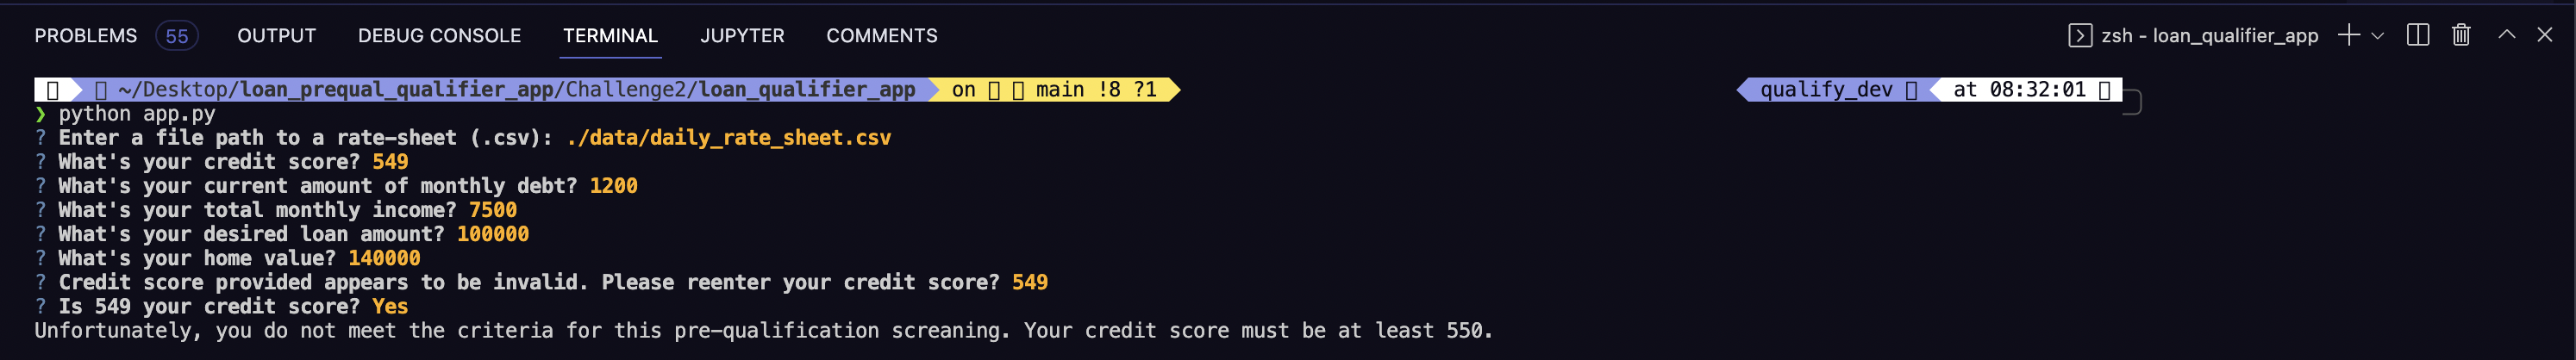 PROBLEMS 55 OUTPUT DEBUG CONSOLE TERMINAL JUPYTER COMMENTS zsh - loan_qualifier_app
~/Desktop/loan_prequal_qualifier_app/Challenge2/loan_qualifier_app on main !8 ?1 qualify_dev at 08:32:01
❯ python app.py
? Enter a file path to a rate-sheet (.csv): ./data/daily_rate_sheet.csv
? What's your credit score? 549
? What's your current amount of monthly debt? 1200
? What's your total monthly income? 7500
? What's your desired loan amount? 100000
? What's your home value? 140000
? Credit score provided appears to be invalid. Please reenter your credit score? 549
? Is 549 your credit score? Yes
Unfortunately, you do not meet the criteria for this pre-qualification screaning. Your credit score must be at least 550.